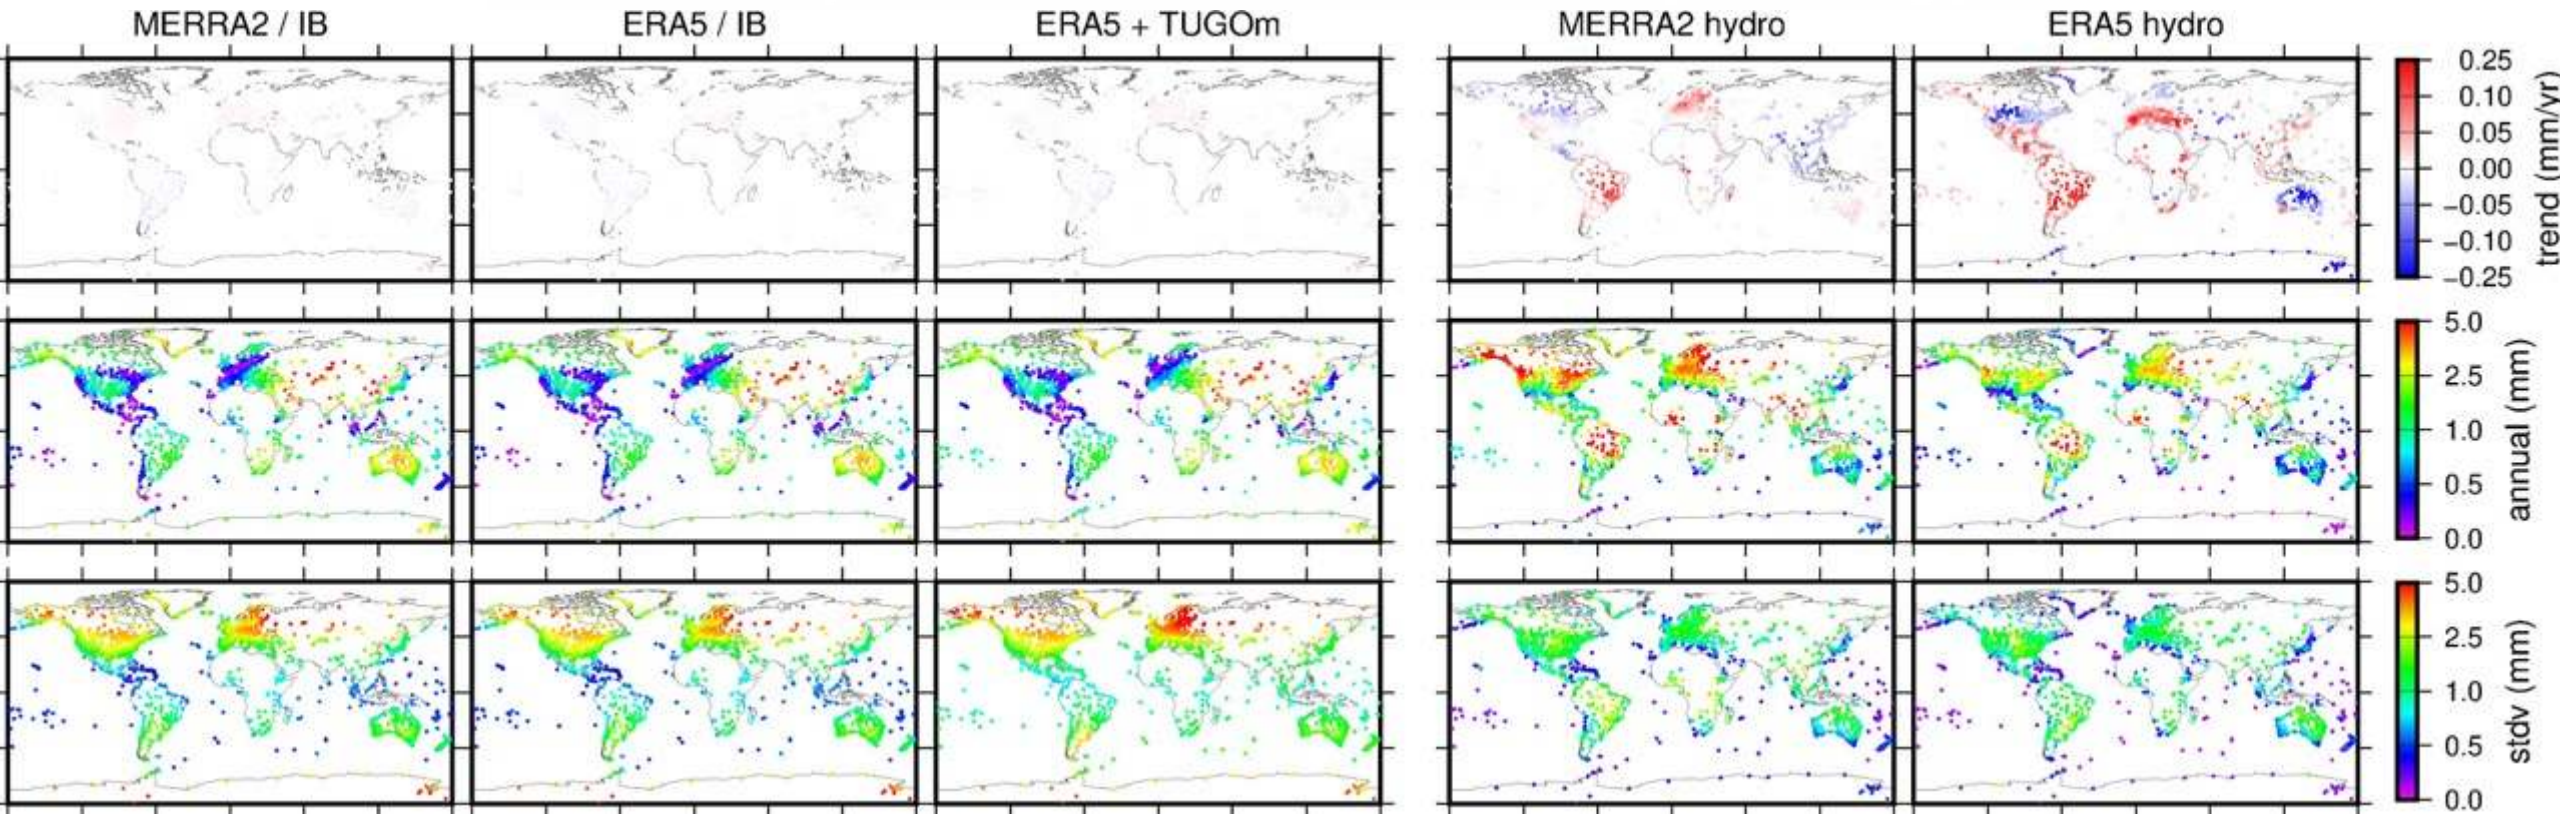 MERRA2 / IB
ERA5 / IB
ERA5 + TUGOm
MERRA2 hydro
ERA5 hydro
0.25
0.10
0.05
0.00
−0.05
−0.10
−0.25
trend (mm/yr)
5.0
2.5
1.0
0.5
0.0
annual (mm)
5.0
2.5
1.0
0.5
0.0
stdv (mm)